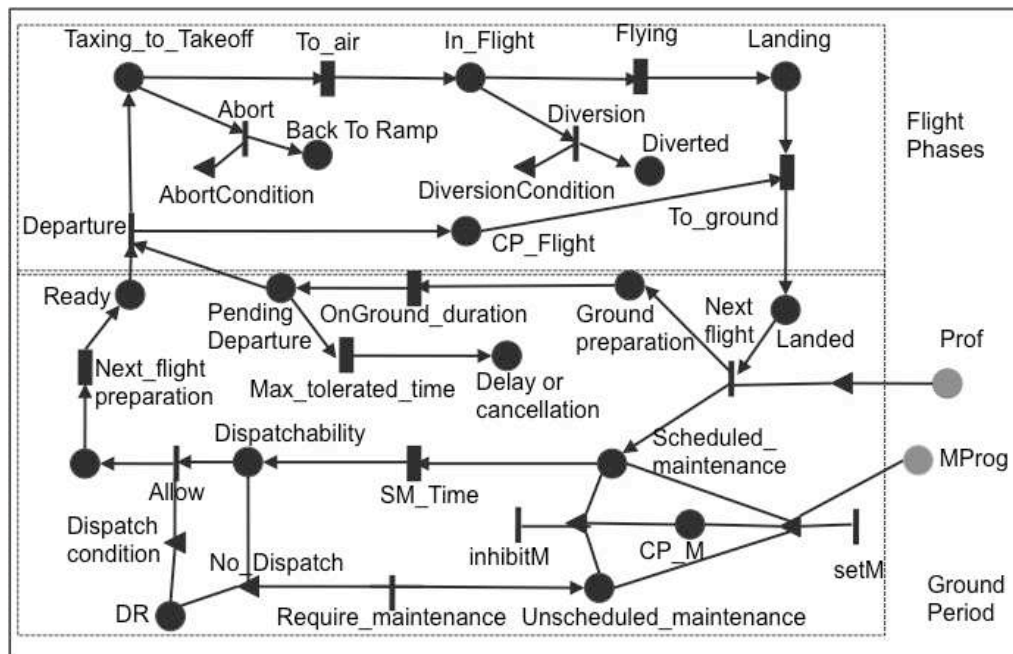 Taxing_to_Takeoff
To_air
In_Flight
Flying
Landing
Abort
Back To Ramp
AbortCondition
Diversion
Diverted
DiversionCondition
Flight
Phases
Departure
CP_Flight
To_ground
Ready
Pending
Departure
OnGround_duration
Ground
preparation
Next
flight
Landed
Prof
Next_flight
preparation
Max_tolerated_time
Delay or
cancellation
Dispatchability
Scheduled_
maintenance
MProg
Allow
SM_Time
Dispatch
condition
No_Dispatch
inhibitM
CP_M
setM
DR
Require_maintenance
Unscheduled_maintenance
Ground
Period